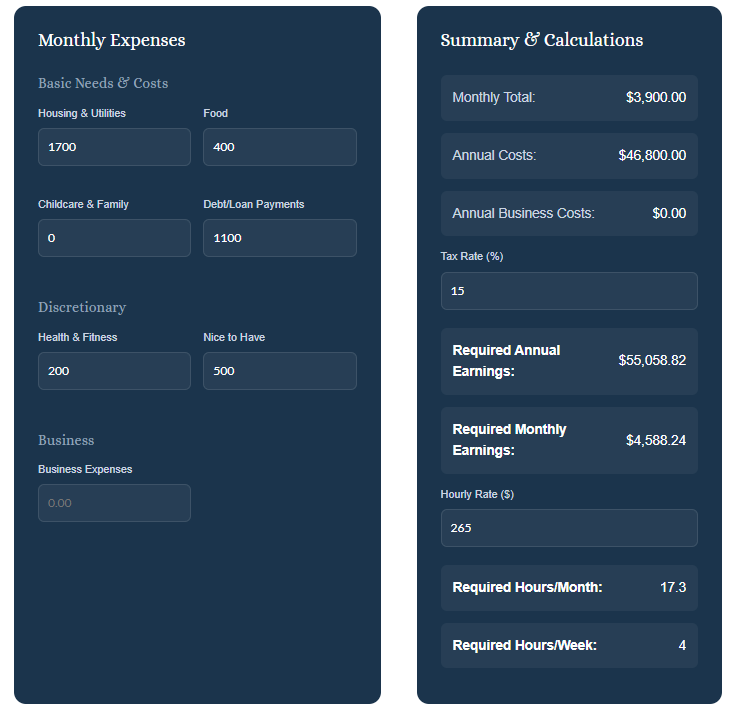 Monthly Expenses
Basic Needs & Costs
Housing & Utilities
Food
1700
400
Childcare & Family
Debt/Loan Payments
0
1100
Discretionary
Health & Fitness
Nice to Have
200
500
Business
Business Expenses
0.00
Summary & Calculations
Monthly Total:
$3,900.00
Annual Costs:
$46,800.00
Annual Business Costs:
$0.00
Tax Rate (%)
15
Required Annual
Earnings:
$55,058.82
Required Monthly
Earnings:
$4,588.24
Hourly Rate ($)
265
Required Hours/Month:
17.3
Required Hours/Week:
4